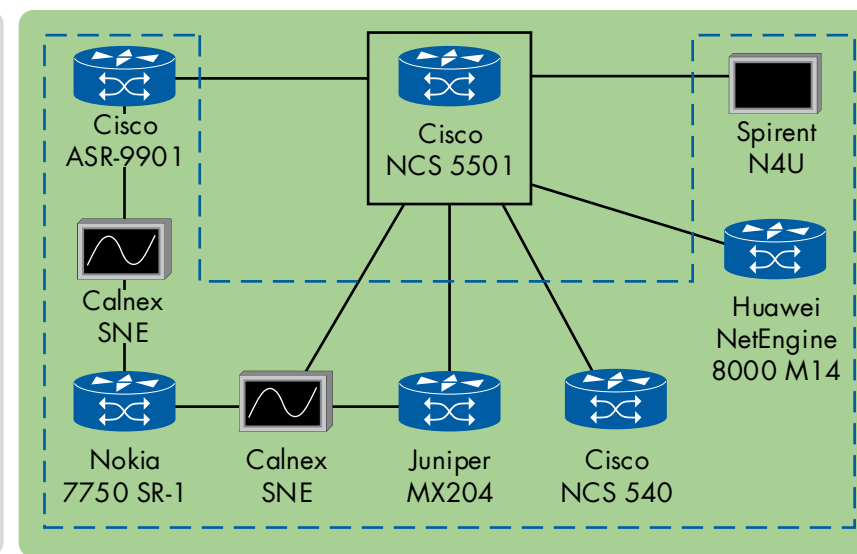 Cisco
ASR-9901
Cisco
NCS 5501
Spirent
N4U
Calnex
SNE
Huawei
NetEngine
8000 M14
Nokia
7750 SR-1
Calnex
SNE
Juniper
MX204
Cisco
NCS 540